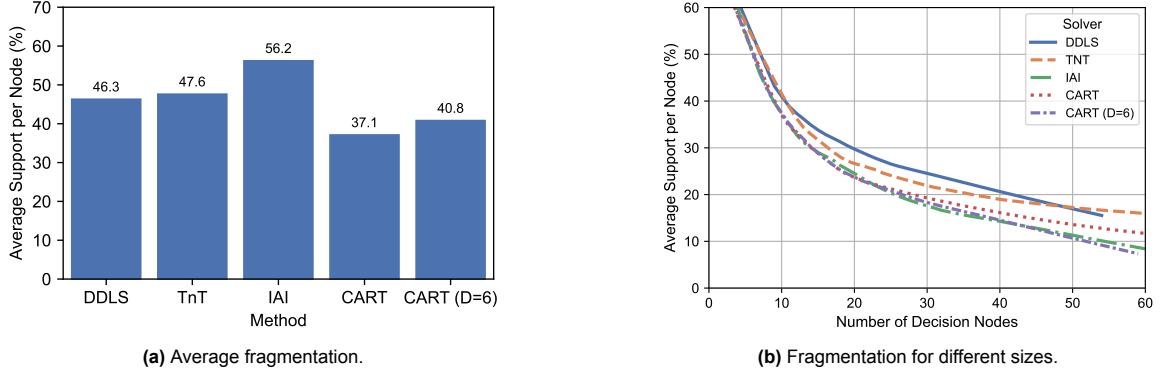 Average Support per Node (%)
70
60
50
40
30
20
10
0
46.3
47.6
56.2
37.1
40.8
DDLS
TnT
IAI
CART
CART (D=6)
Method
(a) Average fragmentation.
Average Support per Node (%)
60
50
40
30
20
10
0
0
10
20
30
40
50
60
Number of Decision Nodes
Solver
DDLS
TNT
IAI
CART
CART (D=6)
(b) Fragmentation for different sizes.